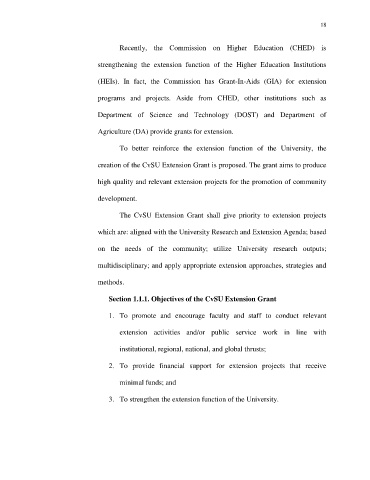 18
Recently, the Commission on Higher Education (CHED) is
strengthening the extension function of the Higher Education Institutions
(HEIs). In fact, the Commission has Grant-In-Aids (GIA) for extension
programs and projects. Aside from CHED, other institutions such as
Department of Science and Technology (DOST) and Department of
Agriculture (DA) provide grants for extension.
To better reinforce the extension function of the University, the
creation of the CvSU Extension Grant is proposed. The grant aims to produce
high quality and relevant extension projects for the promotion of community
development.
The CvSU Extension Grant shall give priority to extension projects
which are: aligned with the University Research and Extension Agenda; based
on the needs of the community; utilize University research outputs;
multidisciplinary; and apply appropriate extension approaches, strategies and
methods.
Section 1.1.1. Objectives of the CvSU Extension Grant
1. To promote and encourage faculty and staff to conduct relevant
extension activities and/or public service work in line with
institutional, regional, national, and global thrusts;
2. To provide financial support for extension projects that receive
minimal funds; and
3. To strengthen the extension function of the University.